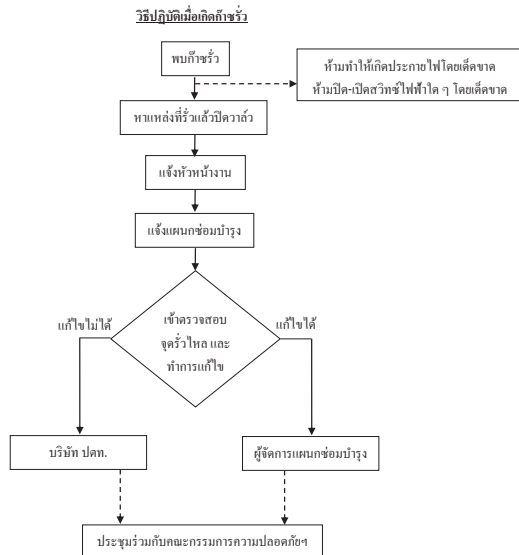 วิธีปฏิบัติเมื่อเกิดก๊าซรั่ว
พบก๊าซรั่ว
ห้ามทำให้เกิดประกายไฟโดยเด็ดขาด
ห้ามปิด-เปิดสวิทช์ไฟฟ้าใด ๆ โดยเด็ดขาด
หาแหล่งที่รั่วแล้วปิดวาล์ว
แจ้งหัวหน้างาน
แจ้งแผนกซ่อมบำรุง
แก้ไขไม่ได้
เข้าตรวจสอบ
จุดรั่วไหล และ
ทำการแก้ไข
แก้ไขได้
บริษัท ปตท.
ผู้จัดการแผนกซ่อมบำรุง
ประชุมร่วมกับคณะกรรมการความปลอดภัยฯ